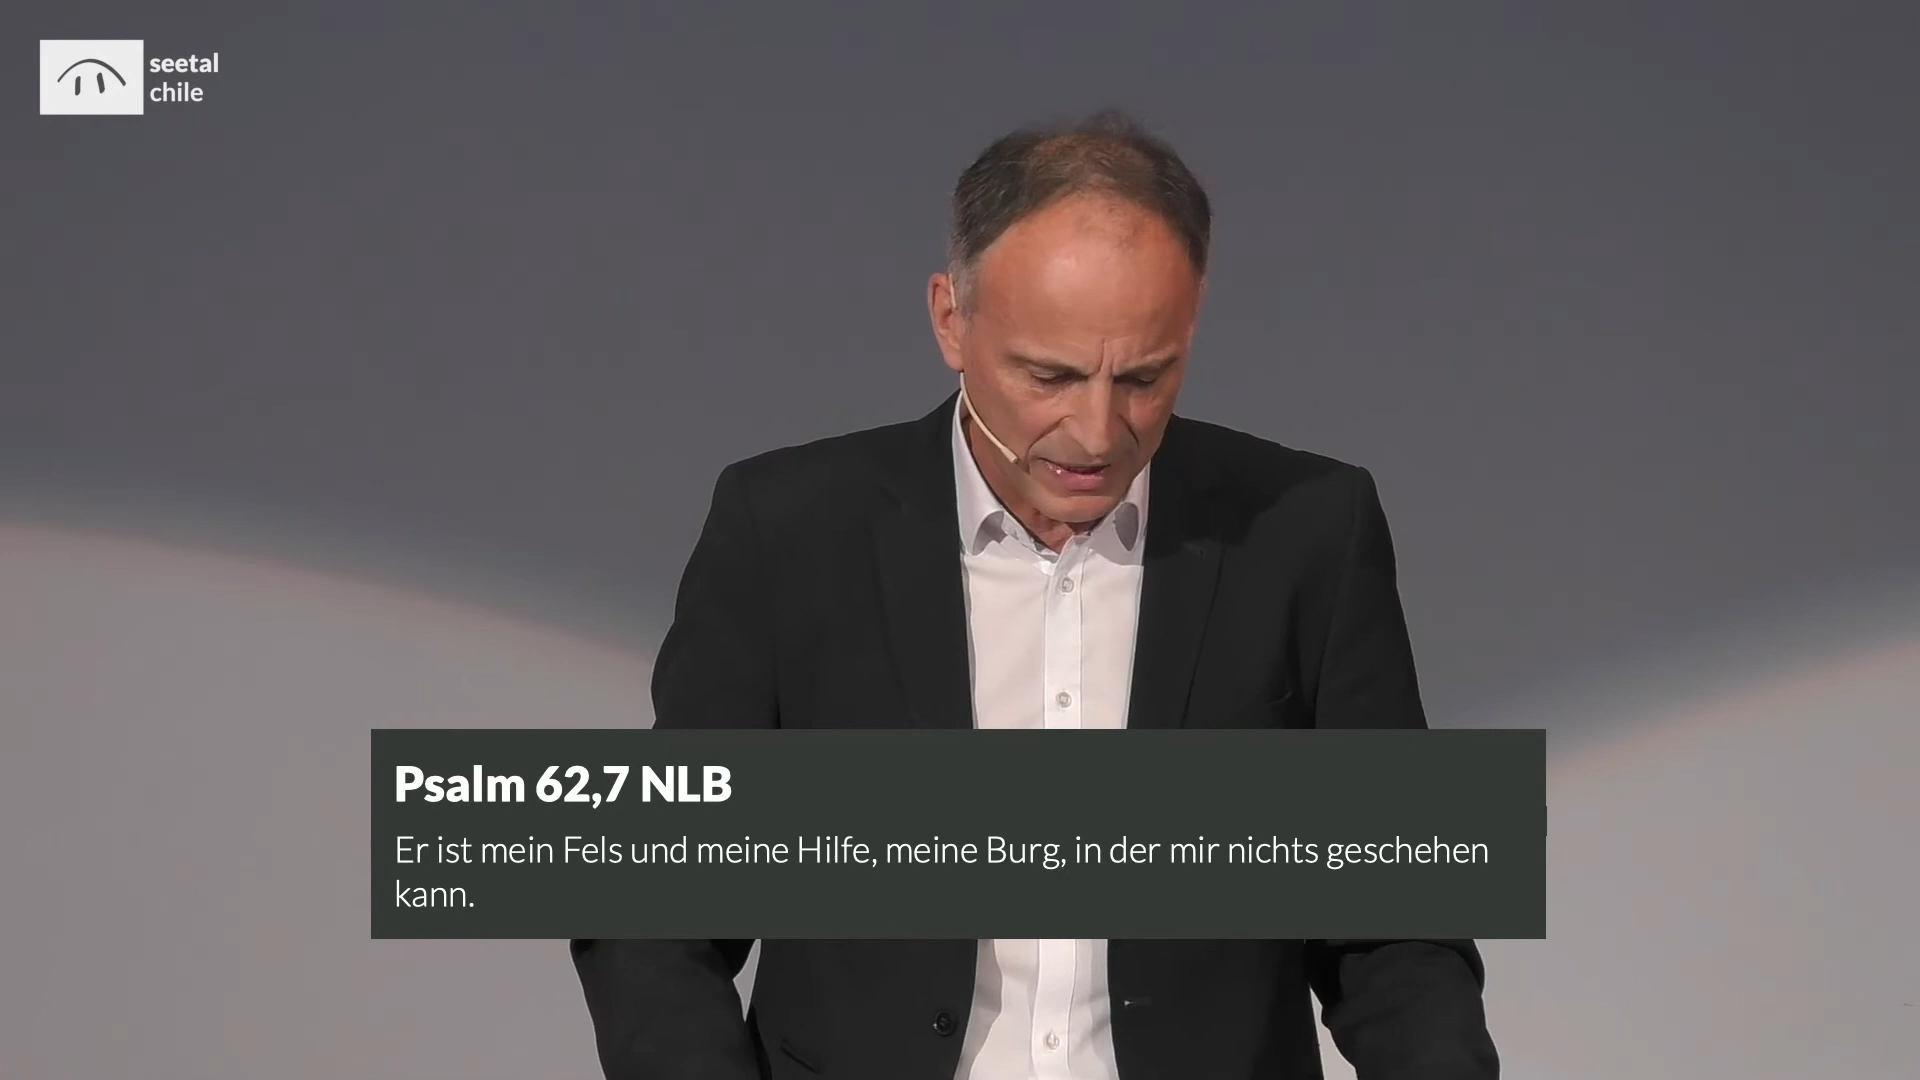 seetal
chile
Psalm 62,7 NLB
Er ist mein Fels und meine Hilfe, meine Burg, in der mir nichts geschehen
kann.